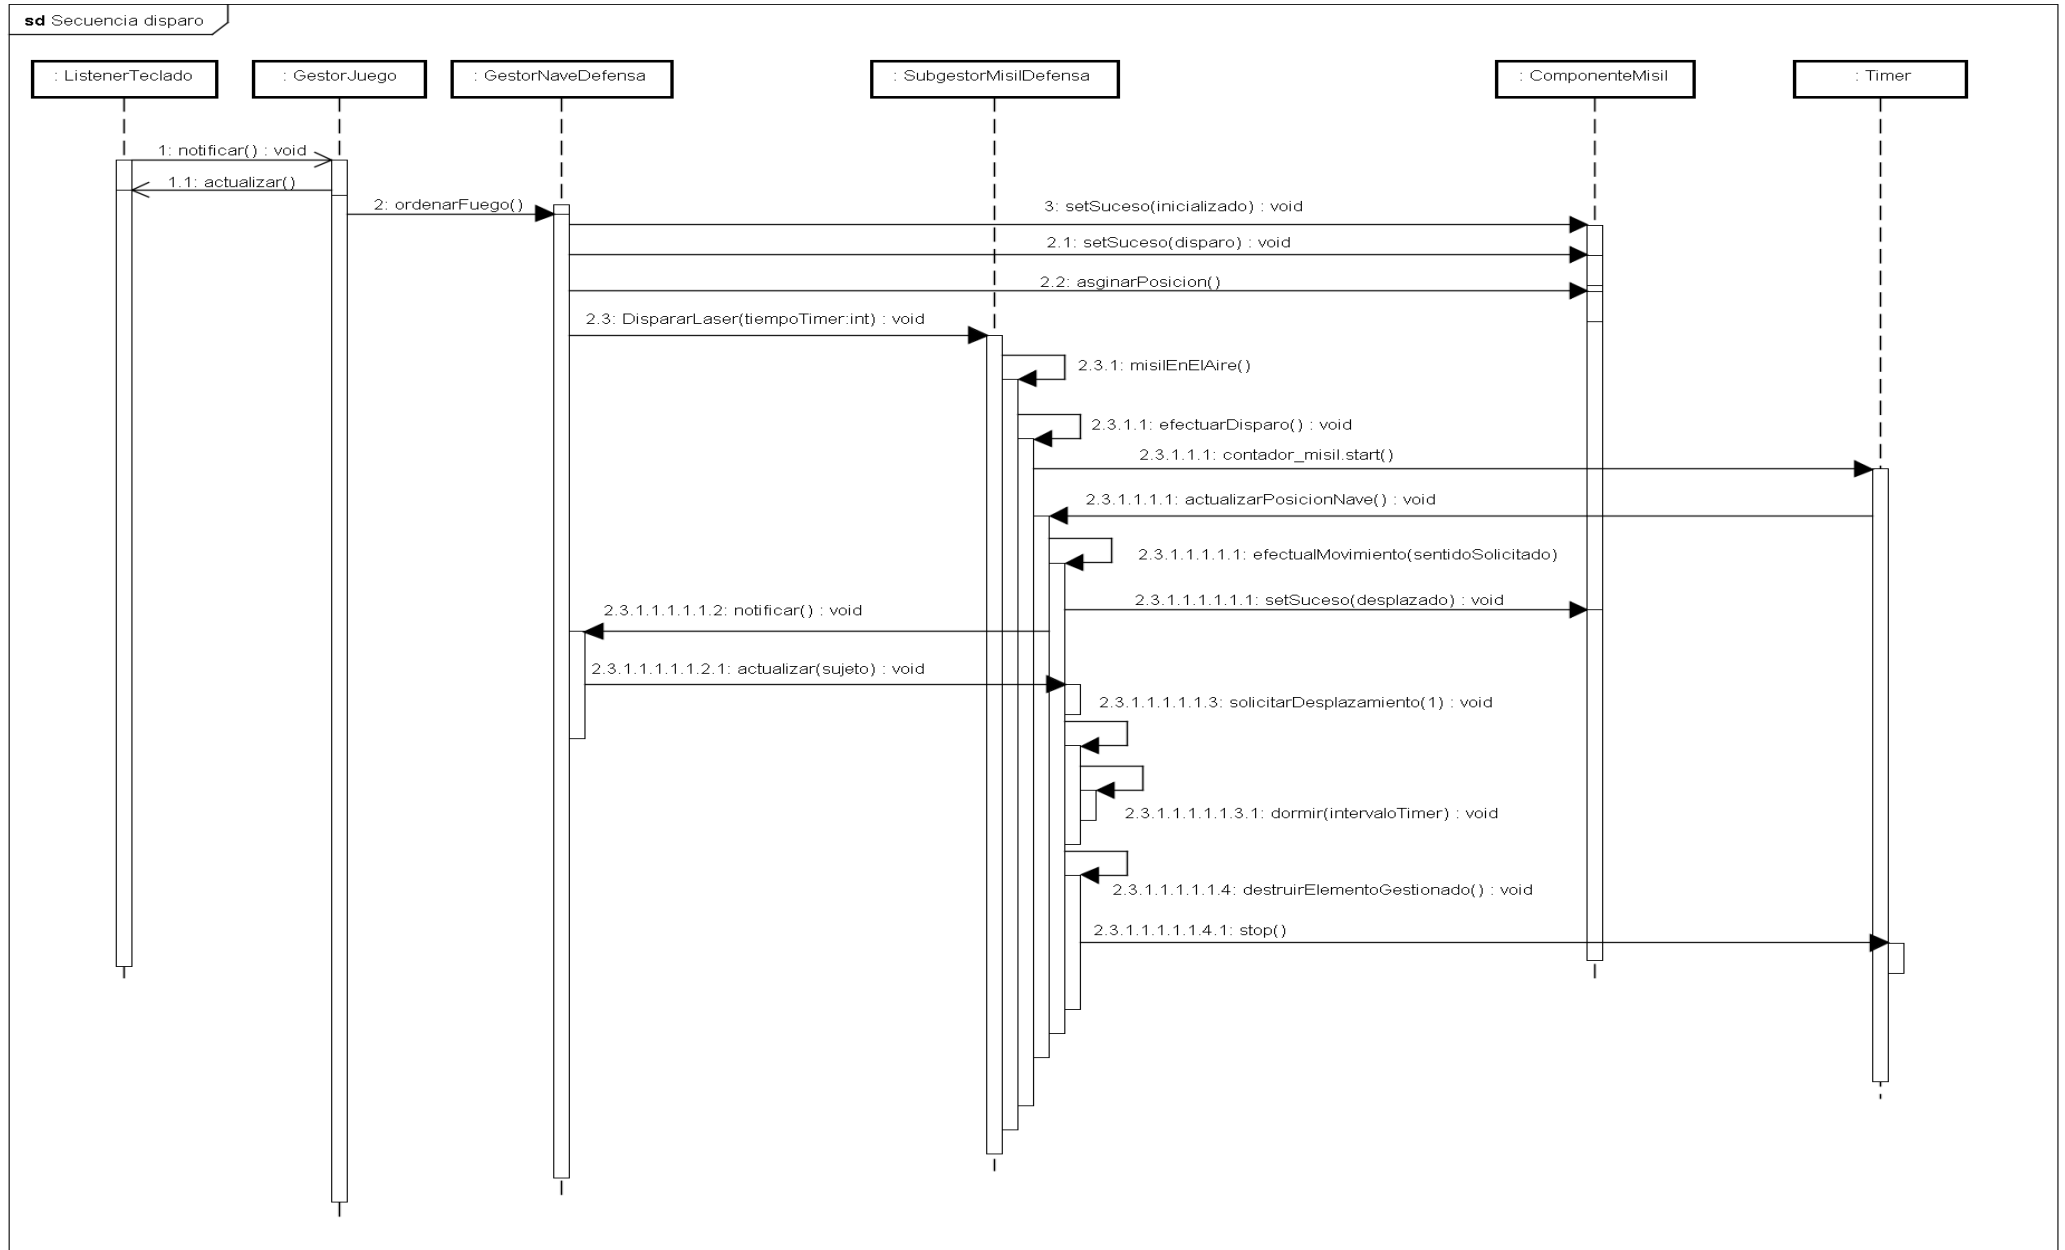 sd Secuencia disparo
: ListenerTeclado
: GestorJuego
: GestorNaveDefensa
: SubgestorMisilDefensa
: ComponenteMisil
: Timer
1: notificar() : void
1.1: actualizar()
2: ordenarFuego()
3: setSuceso(inicializado) : void
2.1: setSuceso(disparo) : void
2.2: asginarPosicion()
2.3: DispararLaser(tiempoTimer:int) : void
2.3.1: misilEnElAire()
2.3.1.1: efectuarDisparo() : void
2.3.1.1.1: contador_misil.start()
2.3.1.1.1.1: actualizarPosicionNave() : void
2.3.1.1.1.1.1: efectualMovimiento(sentidoSolicitado)
2.3.1.1.1.1.1.1: setSuceso(desplazado) : void
2.3.1.1.1.1.1.2: notificar() : void
2.3.1.1.1.1.1.2.1: actualizar(sujeto) : void
2.3.1.1.1.1.1.3: solicitarDesplazamiento(1) : void
2.3.1.1.1.1.1.3.1: dormir(intervaloTimer) : void
2.3.1.1.1.1.1.4: destruirElementoGestionado() : void
2.3.1.1.1.1.1.4.1: stop()